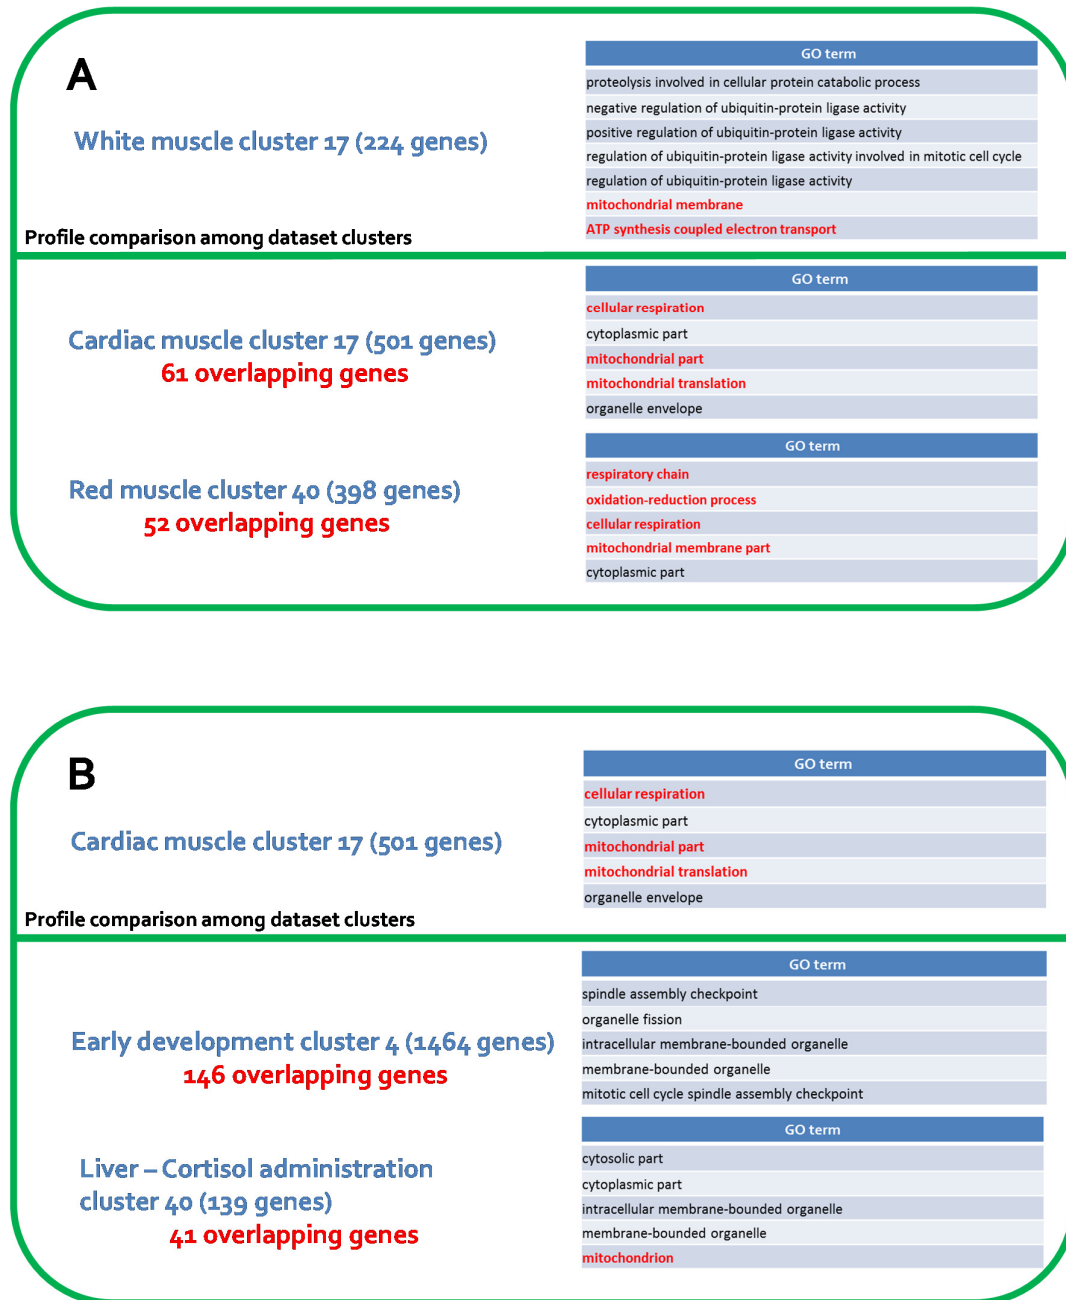 A
White muscle cluster 17 (224 genes)
GO term
proteolysis involved in cellular protein catabolic process
negative regulation of ubiquitin-protein ligase activity
positive regulation of ubiquitin-protein ligase activity
regulation of ubiquitin-protein ligase activity involved in mitotic cell cycle
regulation of ubiquitin-protein ligase activity
mitochondrial membrane
ATP synthesis coupled electron transport
Profile comparison among dataset clusters
Cardiac muscle cluster 17 (501 genes)
61 overlapping genes
GO term
cellular respiration
cytoplasmic part
mitochondrial part
mitochondrial translation
organelle envelope
Red muscle cluster 40 (398 genes)
52 overlapping genes
GO term
respiratory chain
oxidation-reduction process
cellular respiration
mitochondrial membrane part
cytoplasmic part
B
Cardiac muscle cluster 17 (501 genes)
GO term
cellular respiration
cytoplasmic part
mitochondrial part
mitochondrial translation
organelle envelope
Profile comparison among dataset clusters
Early development cluster 4 (1464 genes)
146 overlapping genes
GO term
spindle assembly checkpoint
organelle fission
intracellular membrane-bounded organelle
membrane-bounded organelle
mitotic cell cycle spindle assembly checkpoint
Liver – Cortisol administration
cluster 40 (139 genes)
41 overlapping genes
GO term
cytosolic part
cytoplasmic part
intracellular membrane-bounded organelle
membrane-bounded organelle
mitochondrion